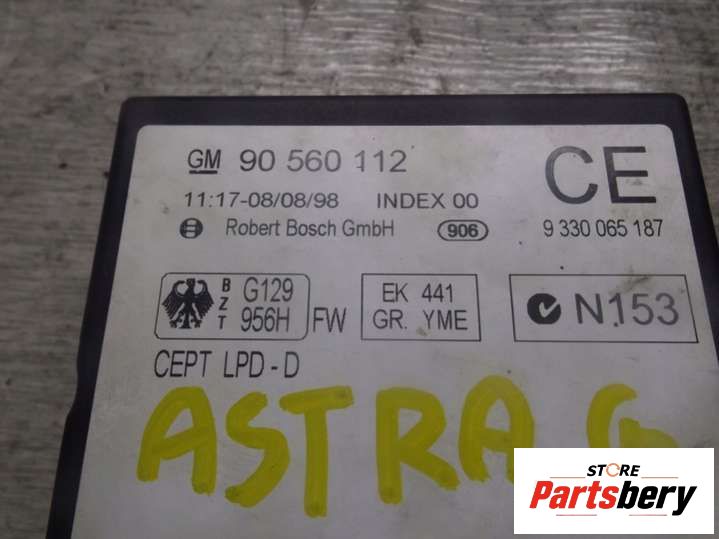 GM 90 560 112
11:17-08/08/98 INDEX 00
CE
Robert Bosch GmbH 906
9 330 065 187
BZT G129
956H FW
EK 441
GR. YME
N153
CEPT LPD-D
ASTRA G
STORE
Partsbery